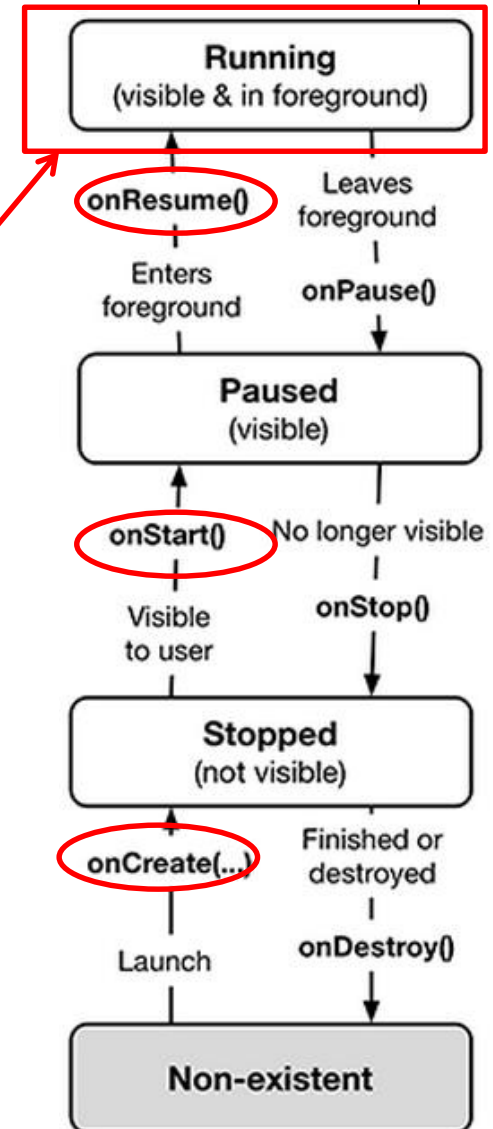 Running
(visible & in foreground)
onResume()
Leaves
foreground
Enters
foreground
onPause()
Paused
(visible)
onStart()
No longer visible
Visible
to user
onStop()
Stopped
(not visible)
onCreate(...)
Finished or
destroyed
Launch
onDestroy()
Non-existent